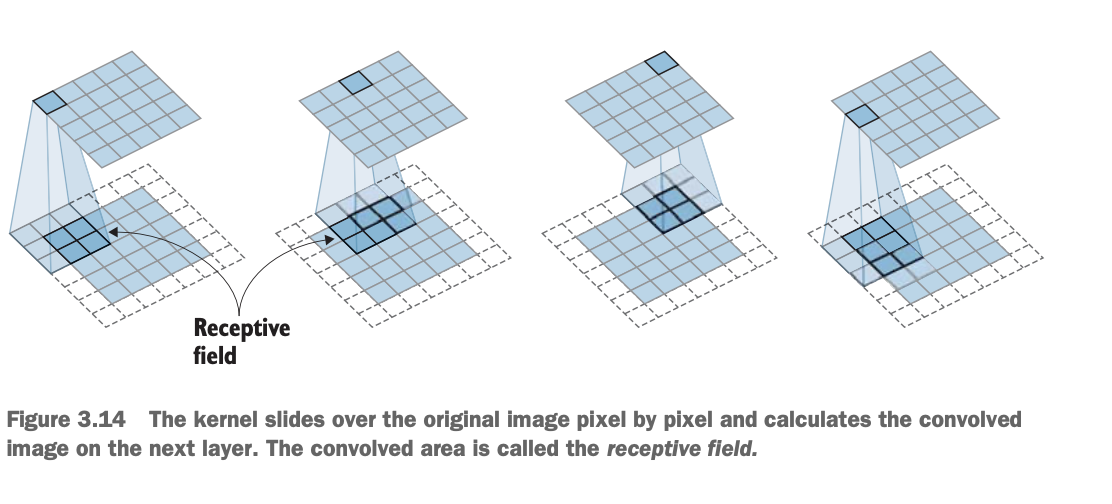 Receptive
field
Figure 3.14 The kernel slides over the original image pixel by pixel and calculates the convolved
image on the next layer. The convolved area is called the receptive field.